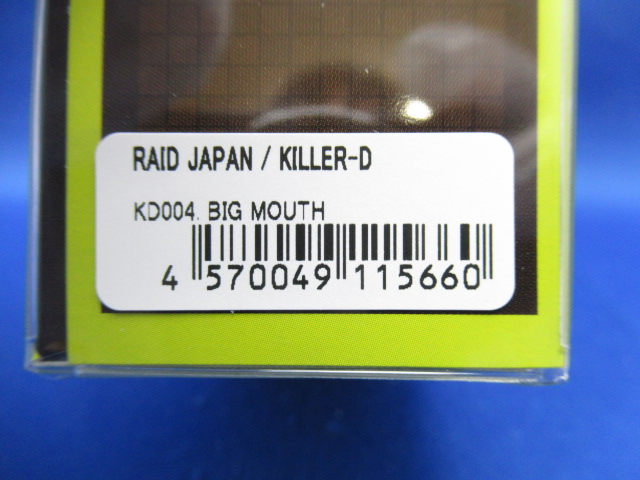 RAID JAPAN / KILLER-D
KD004. BIG MOUTH
4 570049 115660